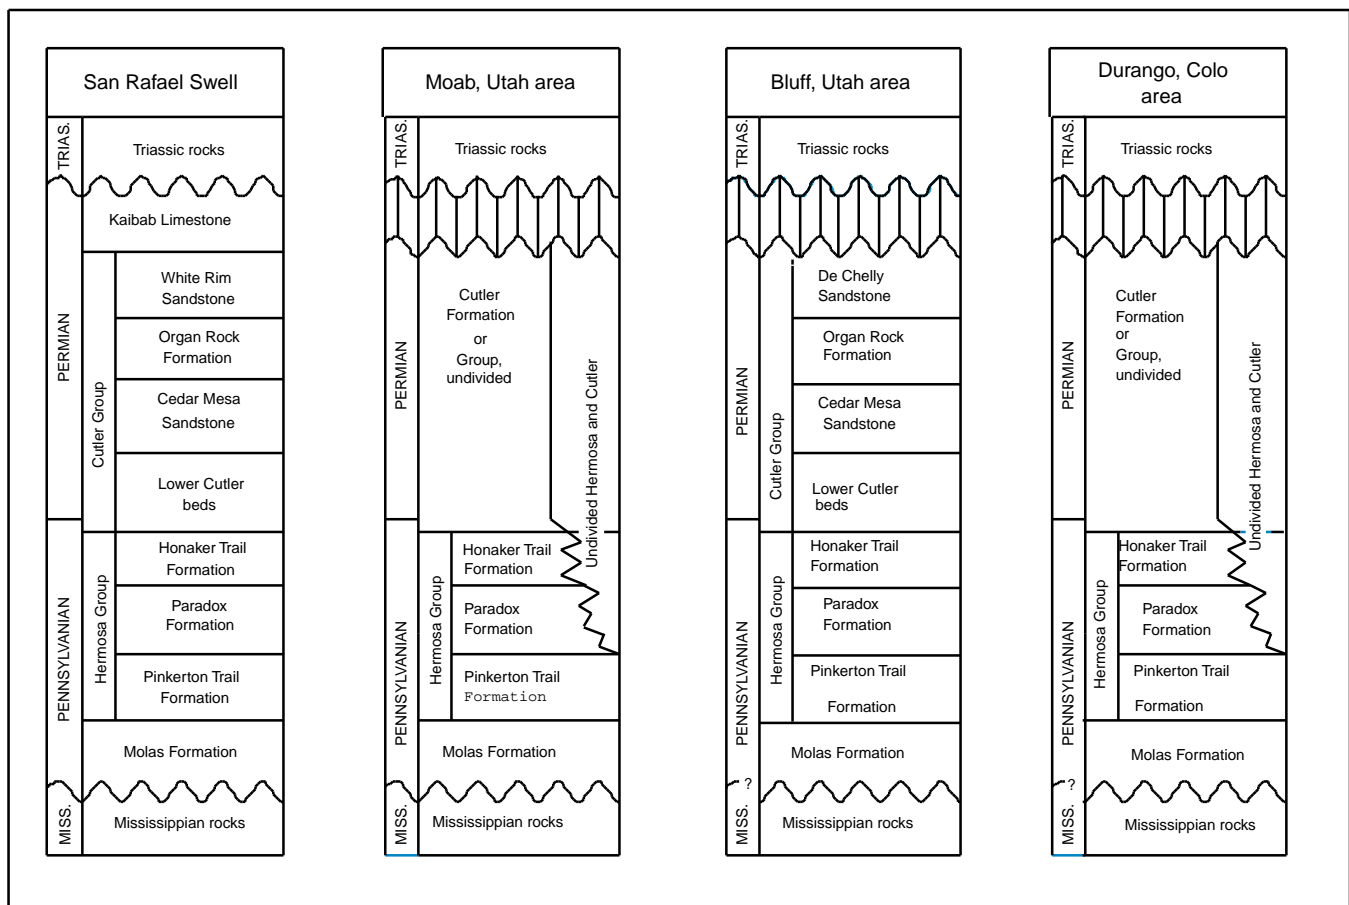 San Rafael Swell
TRIAS.
Triassic rocks
Kaibab Limestone
PERMIAN
Cutler Group
White Rim
Sandstone
Organ Rock
Formation
Cedar Mesa
Sandstone
Lower Cutler
beds
PENNSYLVANIAN
Hermosa Group
Honaker Trail
Formation
Paradox
Formation
Pinkerton Trail
Formation
Molas Formation
MISS.
Mississippian rocks
Moab, Utah area
TRIAS.
Triassic rocks
PERMIAN
Cutler
Formation
or
Group,
undivided
Undivided Hermosa and Cutler
PENNSYLVANIAN
Hermosa Group
Honaker Trail
Formation
Paradox
Formation
Pinkerton Trail
Formation
Molas Formation
MISS.
Mississippian rocks
Bluff, Utah area
TRIAS.
Triassic rocks
PERMIAN
Cutler Group
De Chelly
Sandstone
Organ Rock
Formation
Cedar Mesa
Sandstone
Lower Cutler
beds
PENNSYLVANIAN
Hermosa Group
Honaker Trail
Formation
Paradox
Formation
Pinkerton Trail
Formation
Molas Formation
?
MISS.
Mississippian rocks
Durango, Colo
area
TRIAS.
Triassic rocks
PERMIAN
Cutler
Formation
or
Group,
undivided
Undivided Hermosa and Cutler
PENNSYLVANIAN
Hermosa Group
Honaker Trail
Formation
Paradox
Formation
Pinkerton Trail
Formation
Molas Formation
?
MISS.
Mississippian rocks